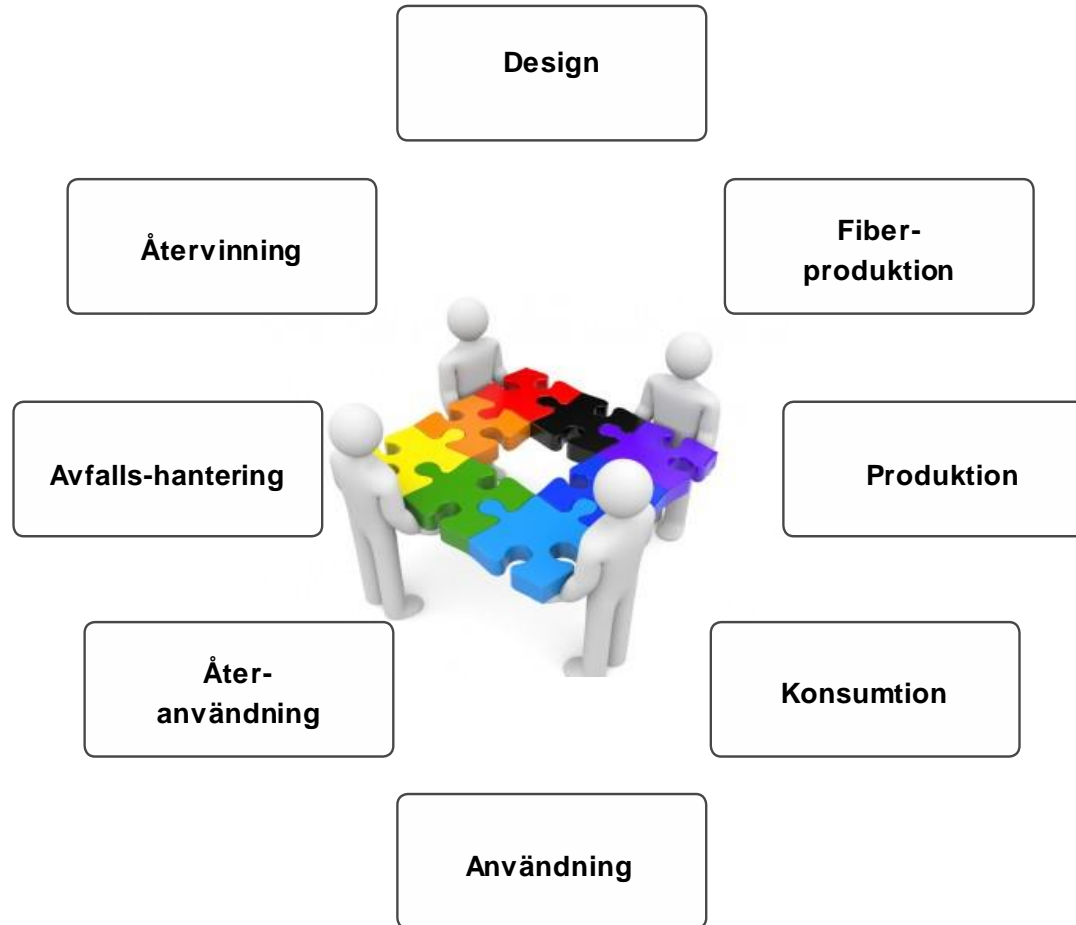 Design
Återvinning
Fiber-
produktion
Avfalls-hantering
Produktion
Åter-
användning
Konsumtion
Användning